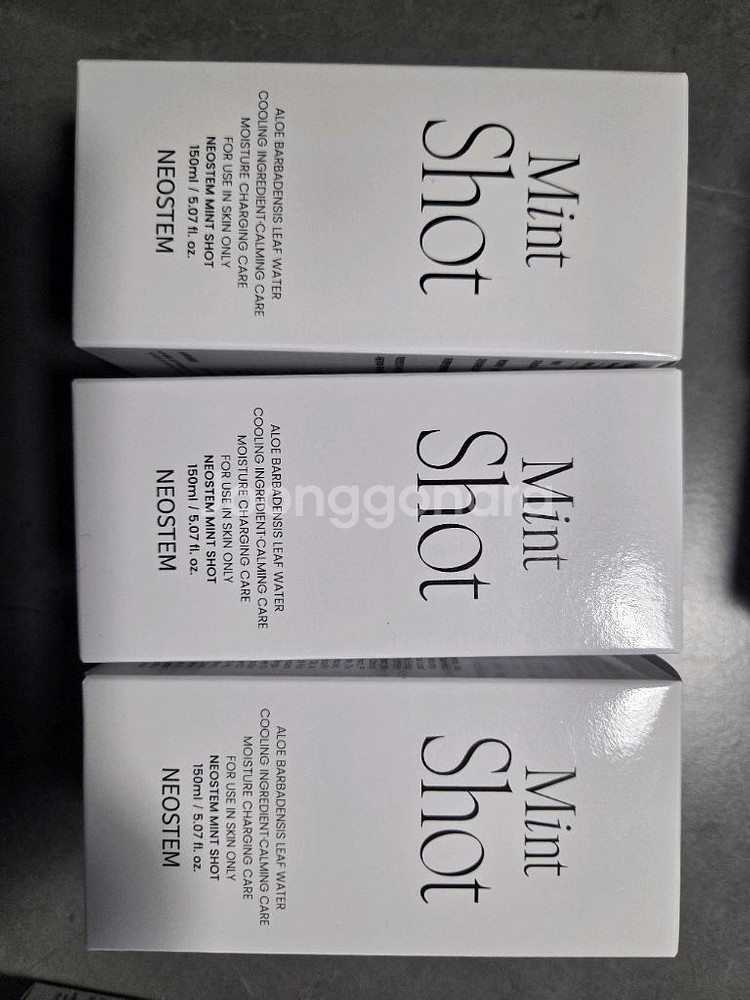 Mint
Shot
ALOE BARBADENSIS LEAF WATER
COOLING INGREDIENT·CALMING CARE
MOISTURE CHARGING CARE
FOR USE IN SKIN ONLY
NEOSTEM MINT SHOT
150ml / 5.07 fl. oz.
NEOSTEM
Mint
Shot
ALOE BARBADENSIS LEAF WATER
COOLING INGREDIENT·CALMING CARE
MOISTURE CHARGING CARE
FOR USE IN SKIN ONLY
NEOSTEM MINT SHOT
150ml / 5.07 fl. oz.
NEOSTEM
Mint
Shot
ALOE BARBADENSIS LEAF WATER
COOLING INGREDIENT·CALMING CARE
MOISTURE CHARGING CARE
FOR USE IN SKIN ONLY
NEOSTEM MINT SHOT
150ml / 5.07 fl. oz.
NEOSTEM